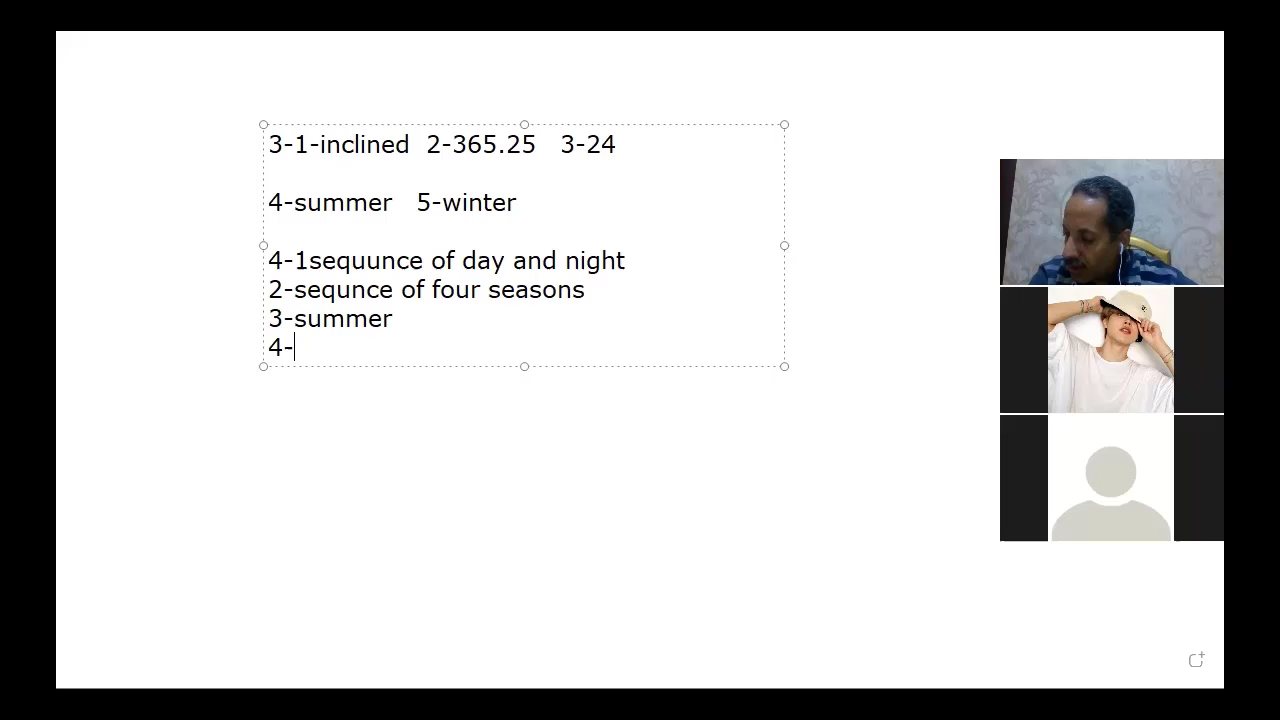 3-1-inclined  2-365.25   3-24
4-summer   5-winter
4-1sequunce of day and night
2-sequnce of four seasons
3-summer
4-